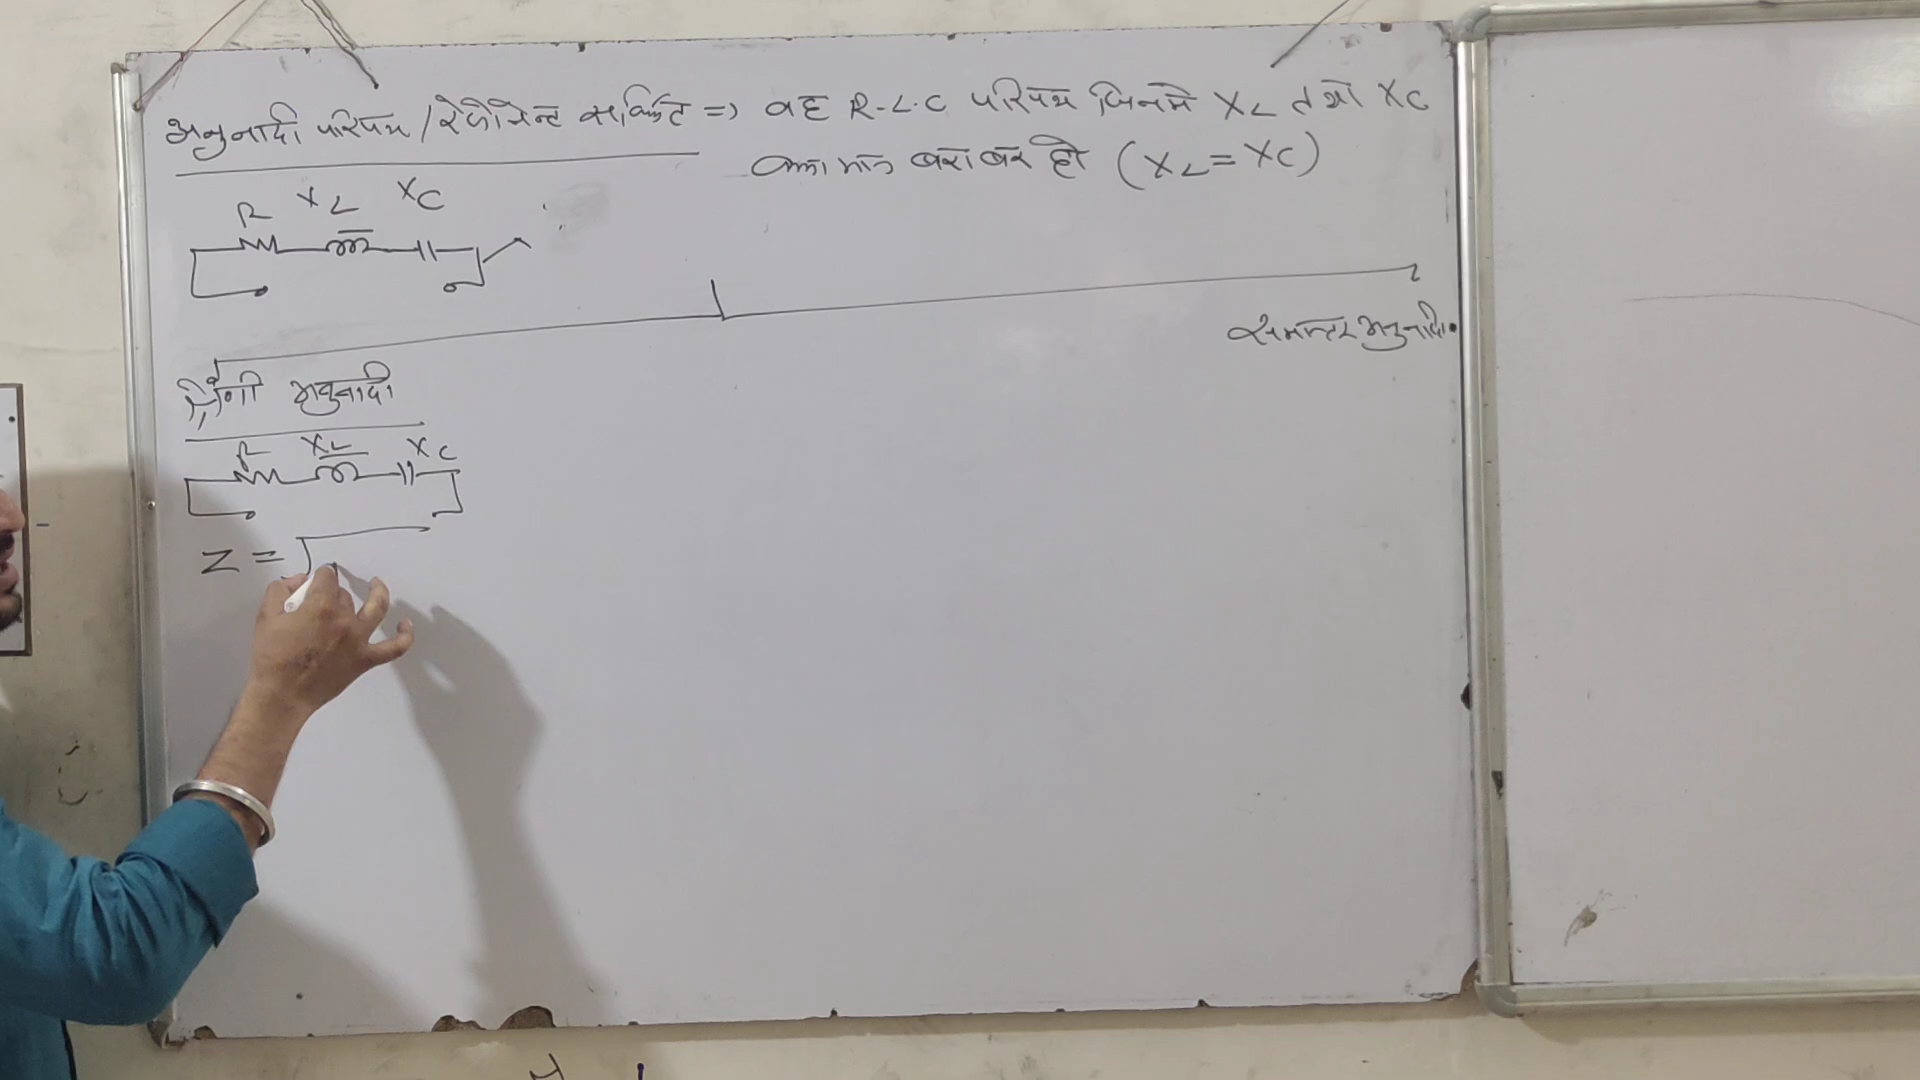 अनुनादी परिपथ / रेजोनेन्ट सर्किट => वह R-L-C परिपथ जिनमे XL तथा XC
का मान बराबर हो (XL = XC)
R XL XC
समान्तर अनुनादी
श्रेणी अनुनादी
R XL XC
Z = √